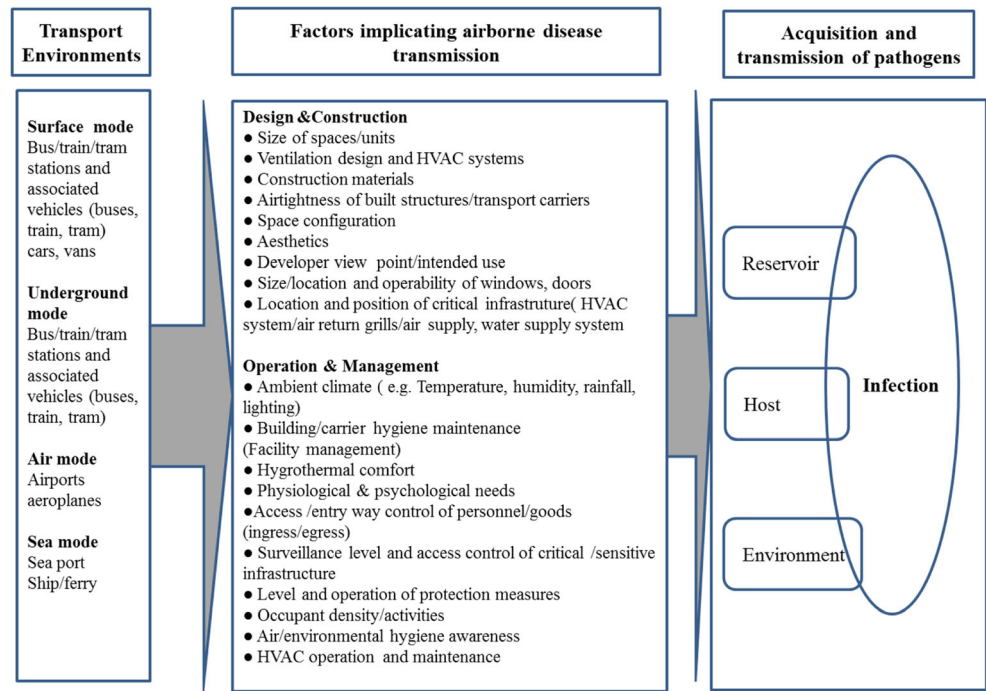 Transport
Environments
Factors implicating airborne disease
transmission
Acquisition and
transmission of pathogens
Surface mode
Bus/train/tram
stations and
associated
vehicles (buses,
train, tram)
cars, vans
Underground
mode
Bus/train/tram
stations and
associated
vehicles (buses,
train, tram)
Air mode
Airports
aeroplanes
Sea mode
Sea port
Ship/ferry
Design &Construction
● Size of spaces/units
● Ventilation design and HVAC systems
● Construction materials
● Airtightness of built structures/transport carriers
● Space configuration
● Aesthetics
● Developer view point/intended use
● Size/location and operability of windows, doors
● Location and position of critical infrastruture( HVAC
system/air return grills/air supply, water supply system
Operation & Management
● Ambient climate ( e.g. Temperature, humidity, rainfall,
lighting)
● Building/carrier hygiene maintenance
(Facility management)
● Hygrothermal comfort
● Physiological & psychological needs
●Access /entry way control of personnel/goods
(ingress/egress)
● Surveillance level and access control of critical /sensitive
infrastructure
● Level and operation of protection measures
● Occupant density/activities
● Air/environmental hygiene awareness
● HVAC operation and maintenance
Reservoir
Host
Environment
Infection